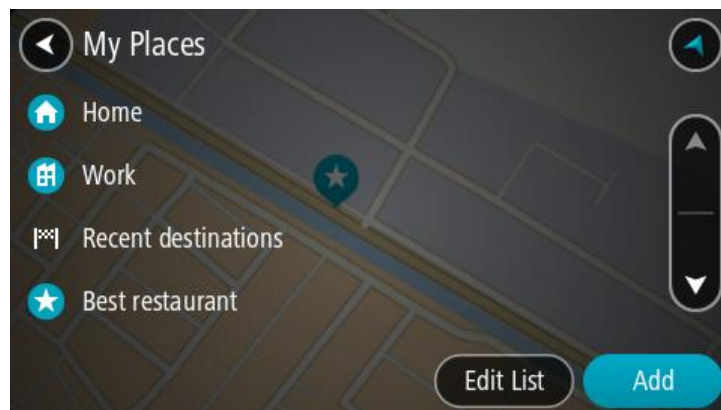 My Places
Home
Work
Recent destinations
Best restaurant
Edit List
Add